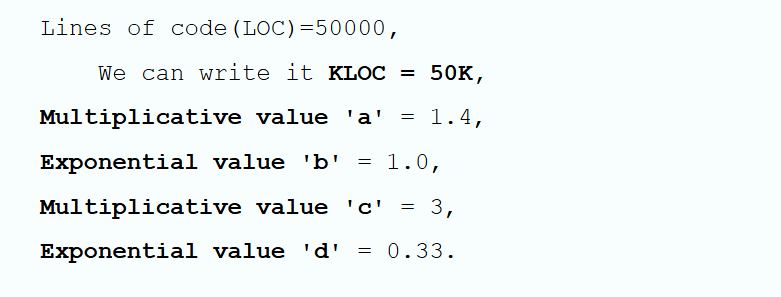 Lines of code(LOC)=50000,
We can write it KLOC = 50K,
Multiplicative value 'a' = 1.4,
Exponential value 'b' = 1.0,
Multiplicative value 'c' = 3,
Exponential value 'd' = 0.33.